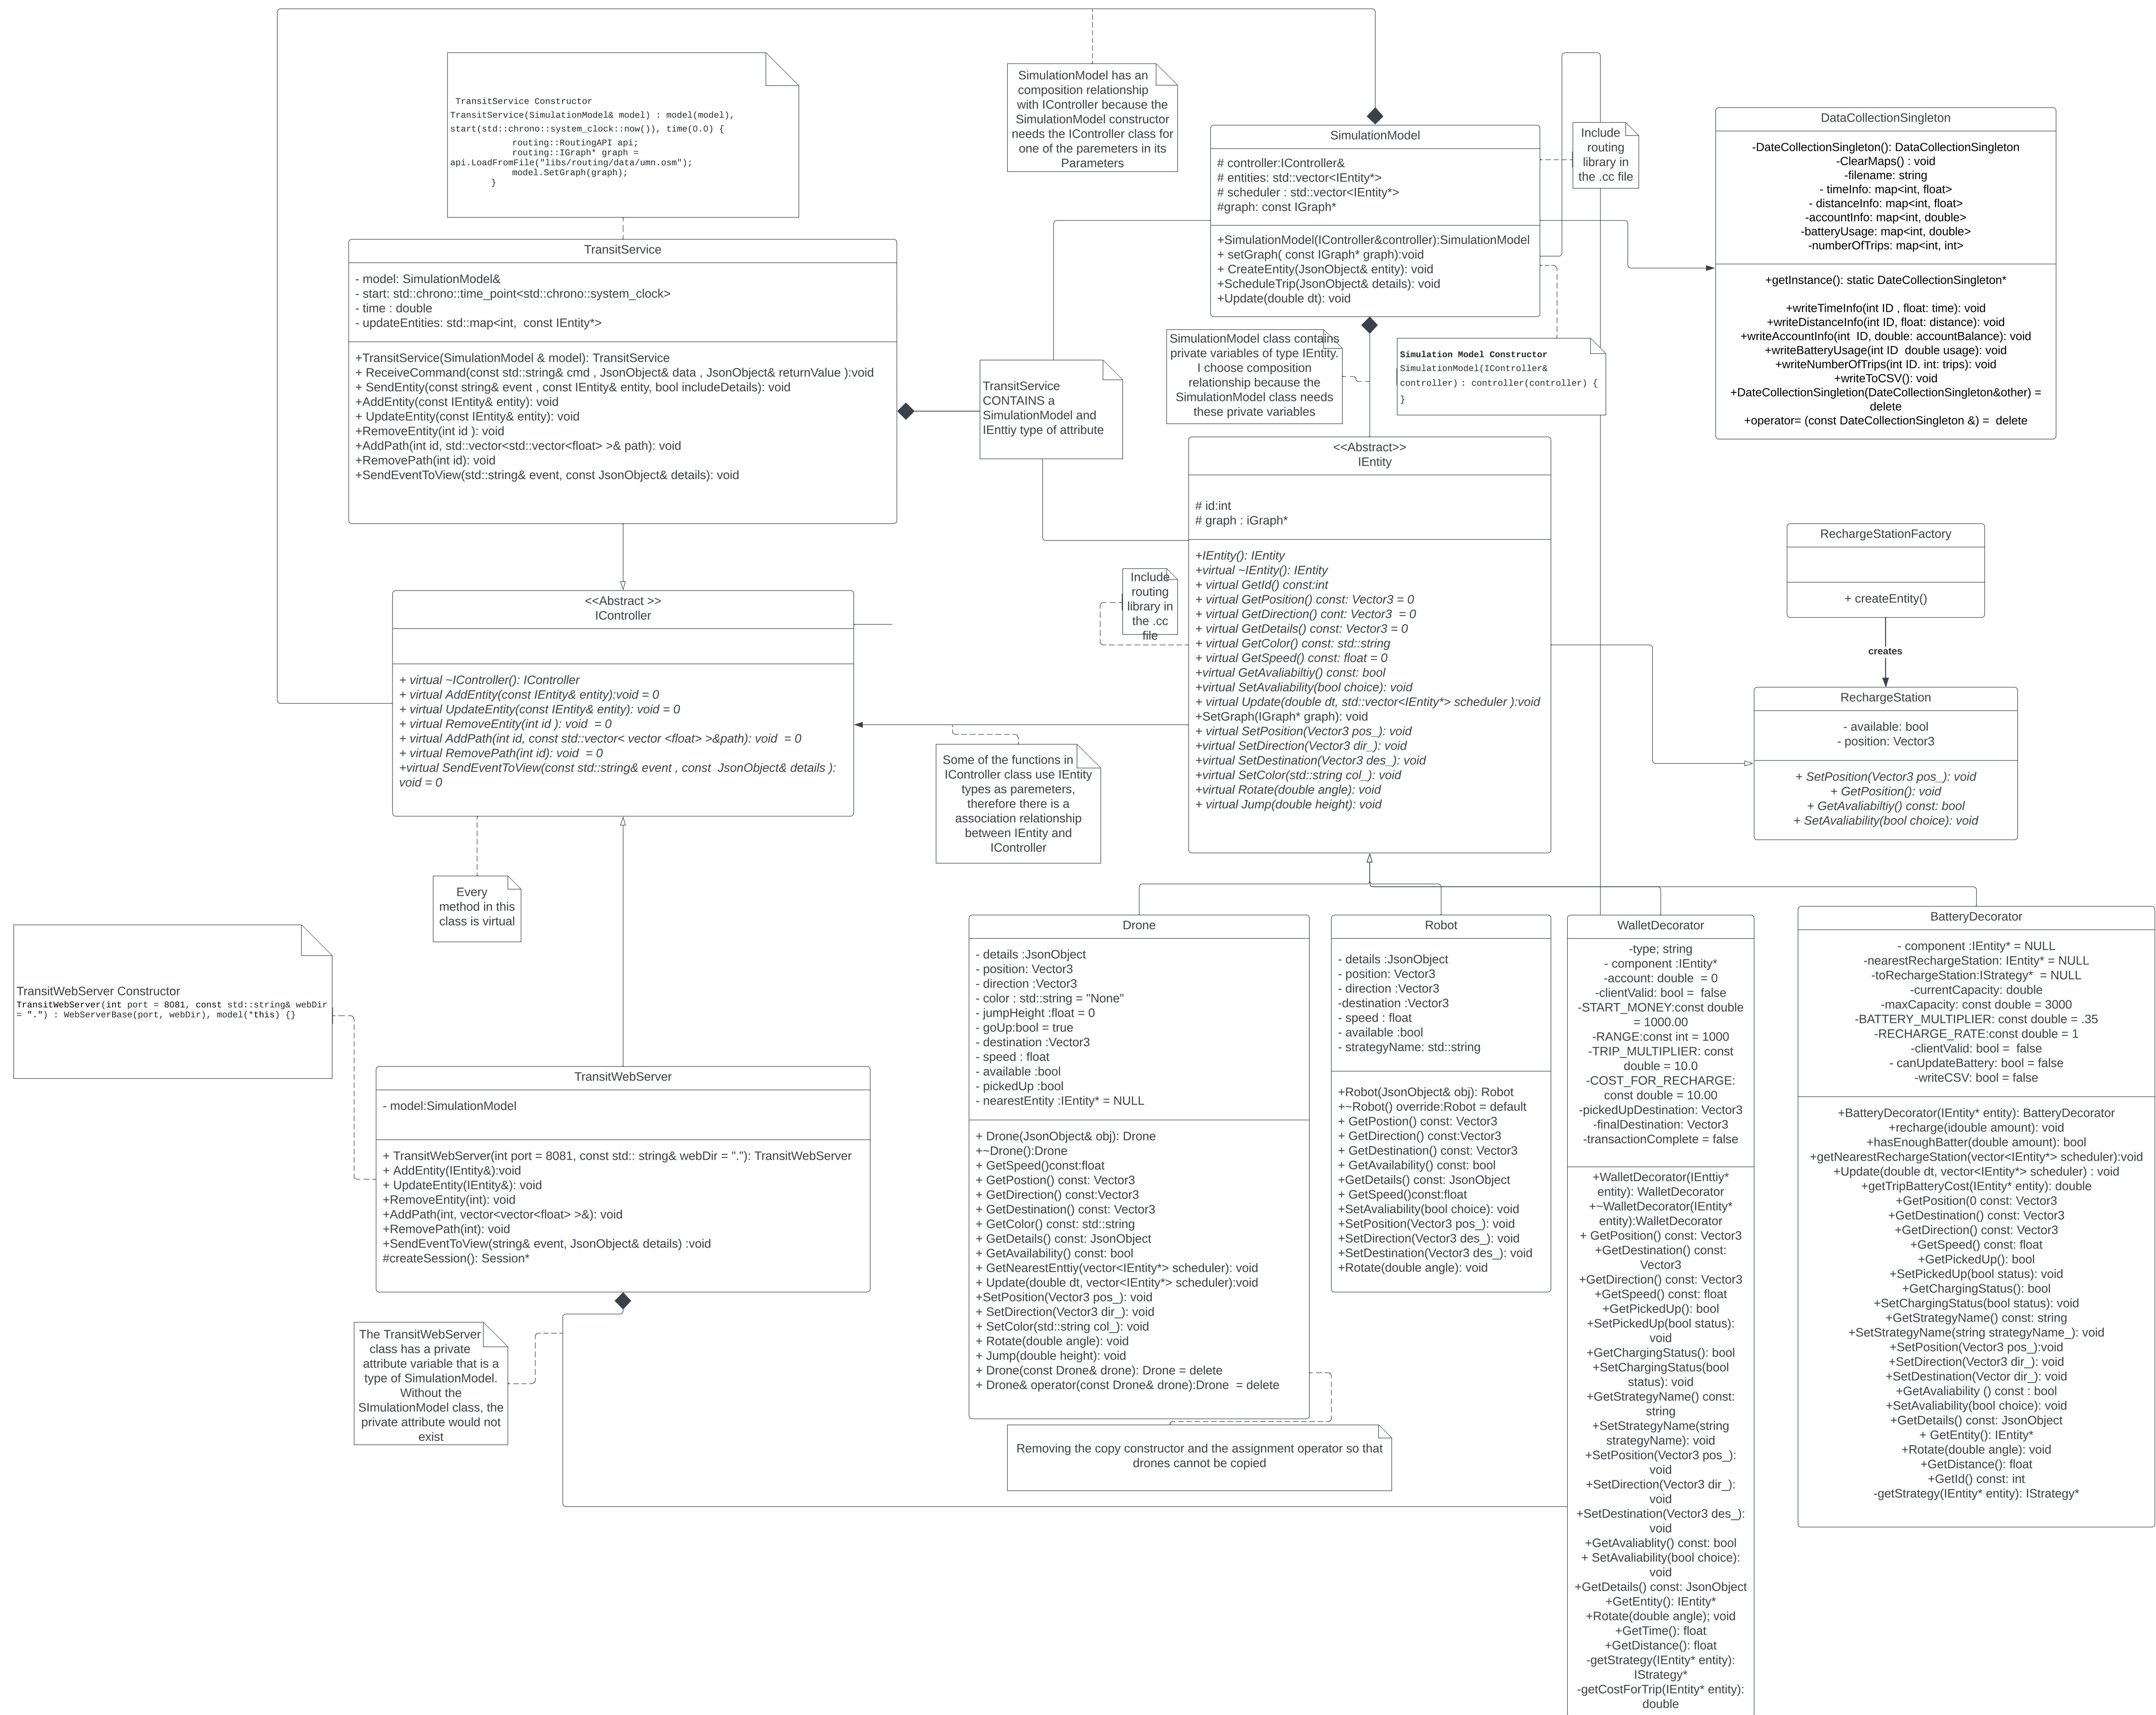 TransitService Constructor
TransitService(SimulationModel& model) : model(model),
start(std::chrono::system_clock::now()), time(0.0) {
routing::RoutingAPI api;
routing::IGraph* graph =
api.LoadFromFile("libs/routing/data/umn.osm");
model.SetGraph(graph);
}
SimulationModel has an
composition relationship
with IController because the
SimulationModel constructor
needs the IController class for
one of the paremeters in its
Parameters
SimulationModel
# controller:IController&
# entities: std::vector<IEntity*>
# scheduler : std::vector<IEntity*>
#graph: const IGraph*
+SimulationModel(IController&controller):SimulationModel
+ setGraph( const IGraph* graph):void
+ CreateEntity(JsonObject& entity): void
+ScheduleTrip(JsonObject& details): void
+Update(double dt): void
Include
routing
library in
the .cc file
DataCollectionSingleton
-DateCollectionSingleton(): DataCollectionSingleton
-ClearMaps() : void
-filename: string
- timeInfo: map<int, float>
- distanceInfo: map<int, float>
-accountInfo: map<int, double>
-batteryUsage: map<int, double>
-numberOfTrips: map<int, int>
+getInstance(): static DateCollectionSingleton*
+writeTimeInfo(int ID , float: time): void
+writeDistanceInfo(int ID, float: distance): void
+writeAccountInfo(int  ID, double: accountBalance): void
+writeBatteryUsage(int ID  double usage): void
+writeNumberOfTrips(int ID. int: trips): void
+writeToCSV(): void
+DateCollectionSingletion(DateCollectionSingleton&other) =
delete
+operator= (const DateCollectionSingleton &) =  delete
TransitService
- model: SimulationModel&
- start: std::chrono::time_point<std::chrono::system_clock>
- time : double
- updateEntities: std::map<int,  const IEntity*>
+TransitService(SimulationModel & model): TransitService
+ ReceiveCommand(const std::string& cmd , JsonObject& data , JsonObject& returnValue ):void
+ SendEntity(const string& event , const IEntity& entity, bool includeDetails): void
+AddEntity(const IEntity& entity): void
+ UpdateEntity(const IEntity& entity): void
+RemoveEntity(int id ): void
+AddPath(int id, std::vector<std::vector<float> >& path): void
+RemovePath(int id): void
+SendEventToView(std::string& event, const JsonObject& details): void
TransitService
CONTAINS a
SimulationModel and
IEnttiy type of attribute
SimulationModel class contains
private variables of type IEntity.
I choose composition
relationship because the
SimulationModel class needs
these private variables
Simulation Model Constructor
SimulationModel(IController&
controller) : controller(controller) {
}
<<Abstract>>
IEntity
# id:int
# graph : iGraph*
+IEntity(): IEntity
+virtual ~IEntity(): IEntity
+ virtual GetId() const:int
+ virtual GetPosition() const: Vector3 = 0
+ virtual GetDirection() cont: Vector3  = 0
+ virtual GetDetails() const: Vector3 = 0
+ virtual GetColor() const: std::string
+ virtual GetSpeed() const: float = 0
+virtual GetAvaliabiltiy() const: bool
+virtual SetAvaliability(bool choice): void
+ virtual Update(double dt, std::vector<IEntity*> scheduler ):void
+SetGraph(IGraph* graph): void
+ virtual SetPosition(Vector3 pos_): void
+virtual SetDirection(Vector3 dir_): void
+virtual SetDestination(Vector3 des_): void
+virtual SetColor(std::string col_): void
+virtual Rotate(double angle): void
+ virtual Jump(double height): void
Include
routing
library in
the .cc
file
RechargeStationFactory
+ createEntity()
creates
RechargeStation
- available: bool
- position: Vector3
+ SetPosition(Vector3 pos_): void
+ GetPosition(): void
+ GetAvaliabiltiy() const: bool
+ SetAvaliability(bool choice): void
<<Abstract >>
IController
+ virtual ~IController(): IController
+ virtual AddEntity(const IEntity& entity):void = 0
+ virtual UpdateEntity(const IEntity& entity): void = 0
+ virtual RemoveEntity(int id ): void  = 0
+ virtual AddPath(int id, const std::vector< vector <float> >&path): void  = 0
+ virtual RemovePath(int id): void  = 0
+virtual SendEventToView(const std::string& event , const  JsonObject& details ):
void = 0
Some of the functions in
IController class use IEntity
types as paremeters,
therefore there is a
association relationship
between IEntity and
IController
Every
method in this
class is virtual
TransitWebServer Constructor
TransitWebServer(int port = 8081, const std::string& webDir
= ".") : WebServerBase(port, webDir), model(*this) {}
TransitWebServer
- model:SimulationModel
+ TransitWebServer(int port = 8081, const std:: string& webDir = "."): TransitWebServer
+ AddEntity(IEntity&):void
+ UpdateEntity(IEntity&): void
+RemoveEntity(int): void
+AddPath(int, vector<vector<float> >&): void
+RemovePath(int): void
+SendEventToView(string& event, JsonObject& details) :void
#createSession(): Session*
The TransitWebServer
class has a private
attribute variable that is a
type of SimulationModel.
Without the
SImulationModel class, the
private attribute would not
exist
Drone
- details :JsonObject
- position: Vector3
- direction :Vector3
- color : std::string = "None"
- jumpHeight :float = 0
- goUp:bool = true
- destination :Vector3
- speed : float
- available :bool
- pickedUp :bool
- nearestEntity :IEntity* = NULL
+ Drone(JsonObject& obj): Drone
+~Drone():Drone
+ GetSpeed()const:float
+ GetPostion() const: Vector3
+ GetDirection() const:Vector3
+ GetDestination() const: Vector3
+ GetColor() const: std::string
+ GetDetails() const: JsonObject
+ GetAvailability() const: bool
+ GetNearestEnttiy(vector<IEntity*> scheduler): void
+ Update(double dt, vector<IEntity*> scheduler):void
+SetPosition(Vector3 pos_): void
+ SetDirection(Vector3 dir_): void
+ SetColor(std::string col_): void
+ Rotate(double angle): void
+ Jump(double height): void
+ Drone(const Drone& drone): Drone = delete
+ Drone& operator(const Drone& drone):Drone  = delete
Removing the copy constructor and the assignment operator so that
drones cannot be copied
Robot
- details :JsonObject
- position: Vector3
- direction :Vector3
-destination :Vector3
- speed : float
- available :bool
- strategyName: std::string
+Robot(JsonObject& obj): Robot
+~Robot() override:Robot = default
+ GetPostion() const: Vector3
+ GetDirection() const:Vector3
+ GetDestination() const: Vector3
+ GetAvailability() const: bool
+GetDetails() const: JsonObject
+ GetSpeed()const:float
+SetAvaliability(bool choice): void
+SetPosition(Vector3 pos_): void
+SetDirection(Vector3 des_): void
+SetDestination(Vector3 des_): void
+Rotate(double angle): void
WalletDecorator
-type; string
- component :IEntity*
-account: double  = 0
-clientValid: bool =  false
-START_MONEY:const double
= 1000.00
-RANGE:const int = 1000
-TRIP_MULTIPLIER: const
double = 10.0
-COST_FOR_RECHARGE:
const double = 10.00
-pickedUpDestination: Vector3
-finalDestination: Vector3
-transactionComplete = false
+WalletDecorator(IEnttiy*
entity): WalletDecorator
+~WalletDecorator(IEntity*
entity):WalletDecorator
+ GetPosition() const: Vector3
+GetDestination() const:
Vector3
+GetDirection() const: Vector3
+GetSpeed() const: float
+GetPickedUp(): bool
+SetPickedUp(bool status):
void
+GetChargingStatus(): bool
+SetChargingStatus(bool
status): void
+GetStrategyName() const:
string
+SetStrategyName(string
strategyName): void
+SetPosition(Vector3 pos_):
void
+SetDirection(Vector3 dir_):
void
+SetDestination(Vector3 des_):
void
+GetAvaliablity() const: bool
+ SetAvaliability(bool choice):
void
+GetDetails() const: JsonObject
+GetEntity(): IEntity*
+Rotate(double angle); void
+GetTime(): float
+GetDistance(): float
-getStrategy(IEntity* entity):
IStrategy*
-getCostForTrip(IEntity* entity):
double
BatteryDecorator
- component :IEntity* = NULL
-nearestRechargeStation: IEntity* = NULL
-toRechargeStation:IStrategy*  = NULL
-currentCapacity: double
-maxCapacity: const double = 3000
-BATTERY_MULTIPLIER: const double = .35
-RECHARGE_RATE:const double = 1
-clientValid: bool =  false
- canUpdateBattery: bool = false
-writeCSV: bool = false
+BatteryDecorator(IEntity* entity): BatteryDecorator
+recharge(idouble amount): void
+hasEnoughBatter(double amount): bool
+getNearestRechargeStation(vector<IEntity*> scheduler):void
+Update(double dt, vector<IEntity*> scheduler) : void
+getTripBatteryCost(IEntity* entity): double
+GetPosition(0 const: Vector3
+GetDestination() const: Vector3
+GetDirection() const: Vector3
+GetSpeed() const: float
+GetPickedUp(): bool
+SetPickedUp(bool status): void
+GetChargingStatus(): bool
+SetChargingStatus(bool status): void
+GetStrategyName() const: string
+SetStrategyName(string strategyName_): void
+SetPosition(Vector3 pos_):void
+SetDirection(Vector3 dir_): void
+SetDestination(Vector dir_): void
+GetAvaliability () const : bool
+SetAvaliability(bool choice): void
+GetDetails() const: JsonObject
+ GetEntity(): IEntity*
+Rotate(double angle): void
+GetDistance(): float
+GetId() const: int
-getStrategy(IEntity* entity): IStrategy*